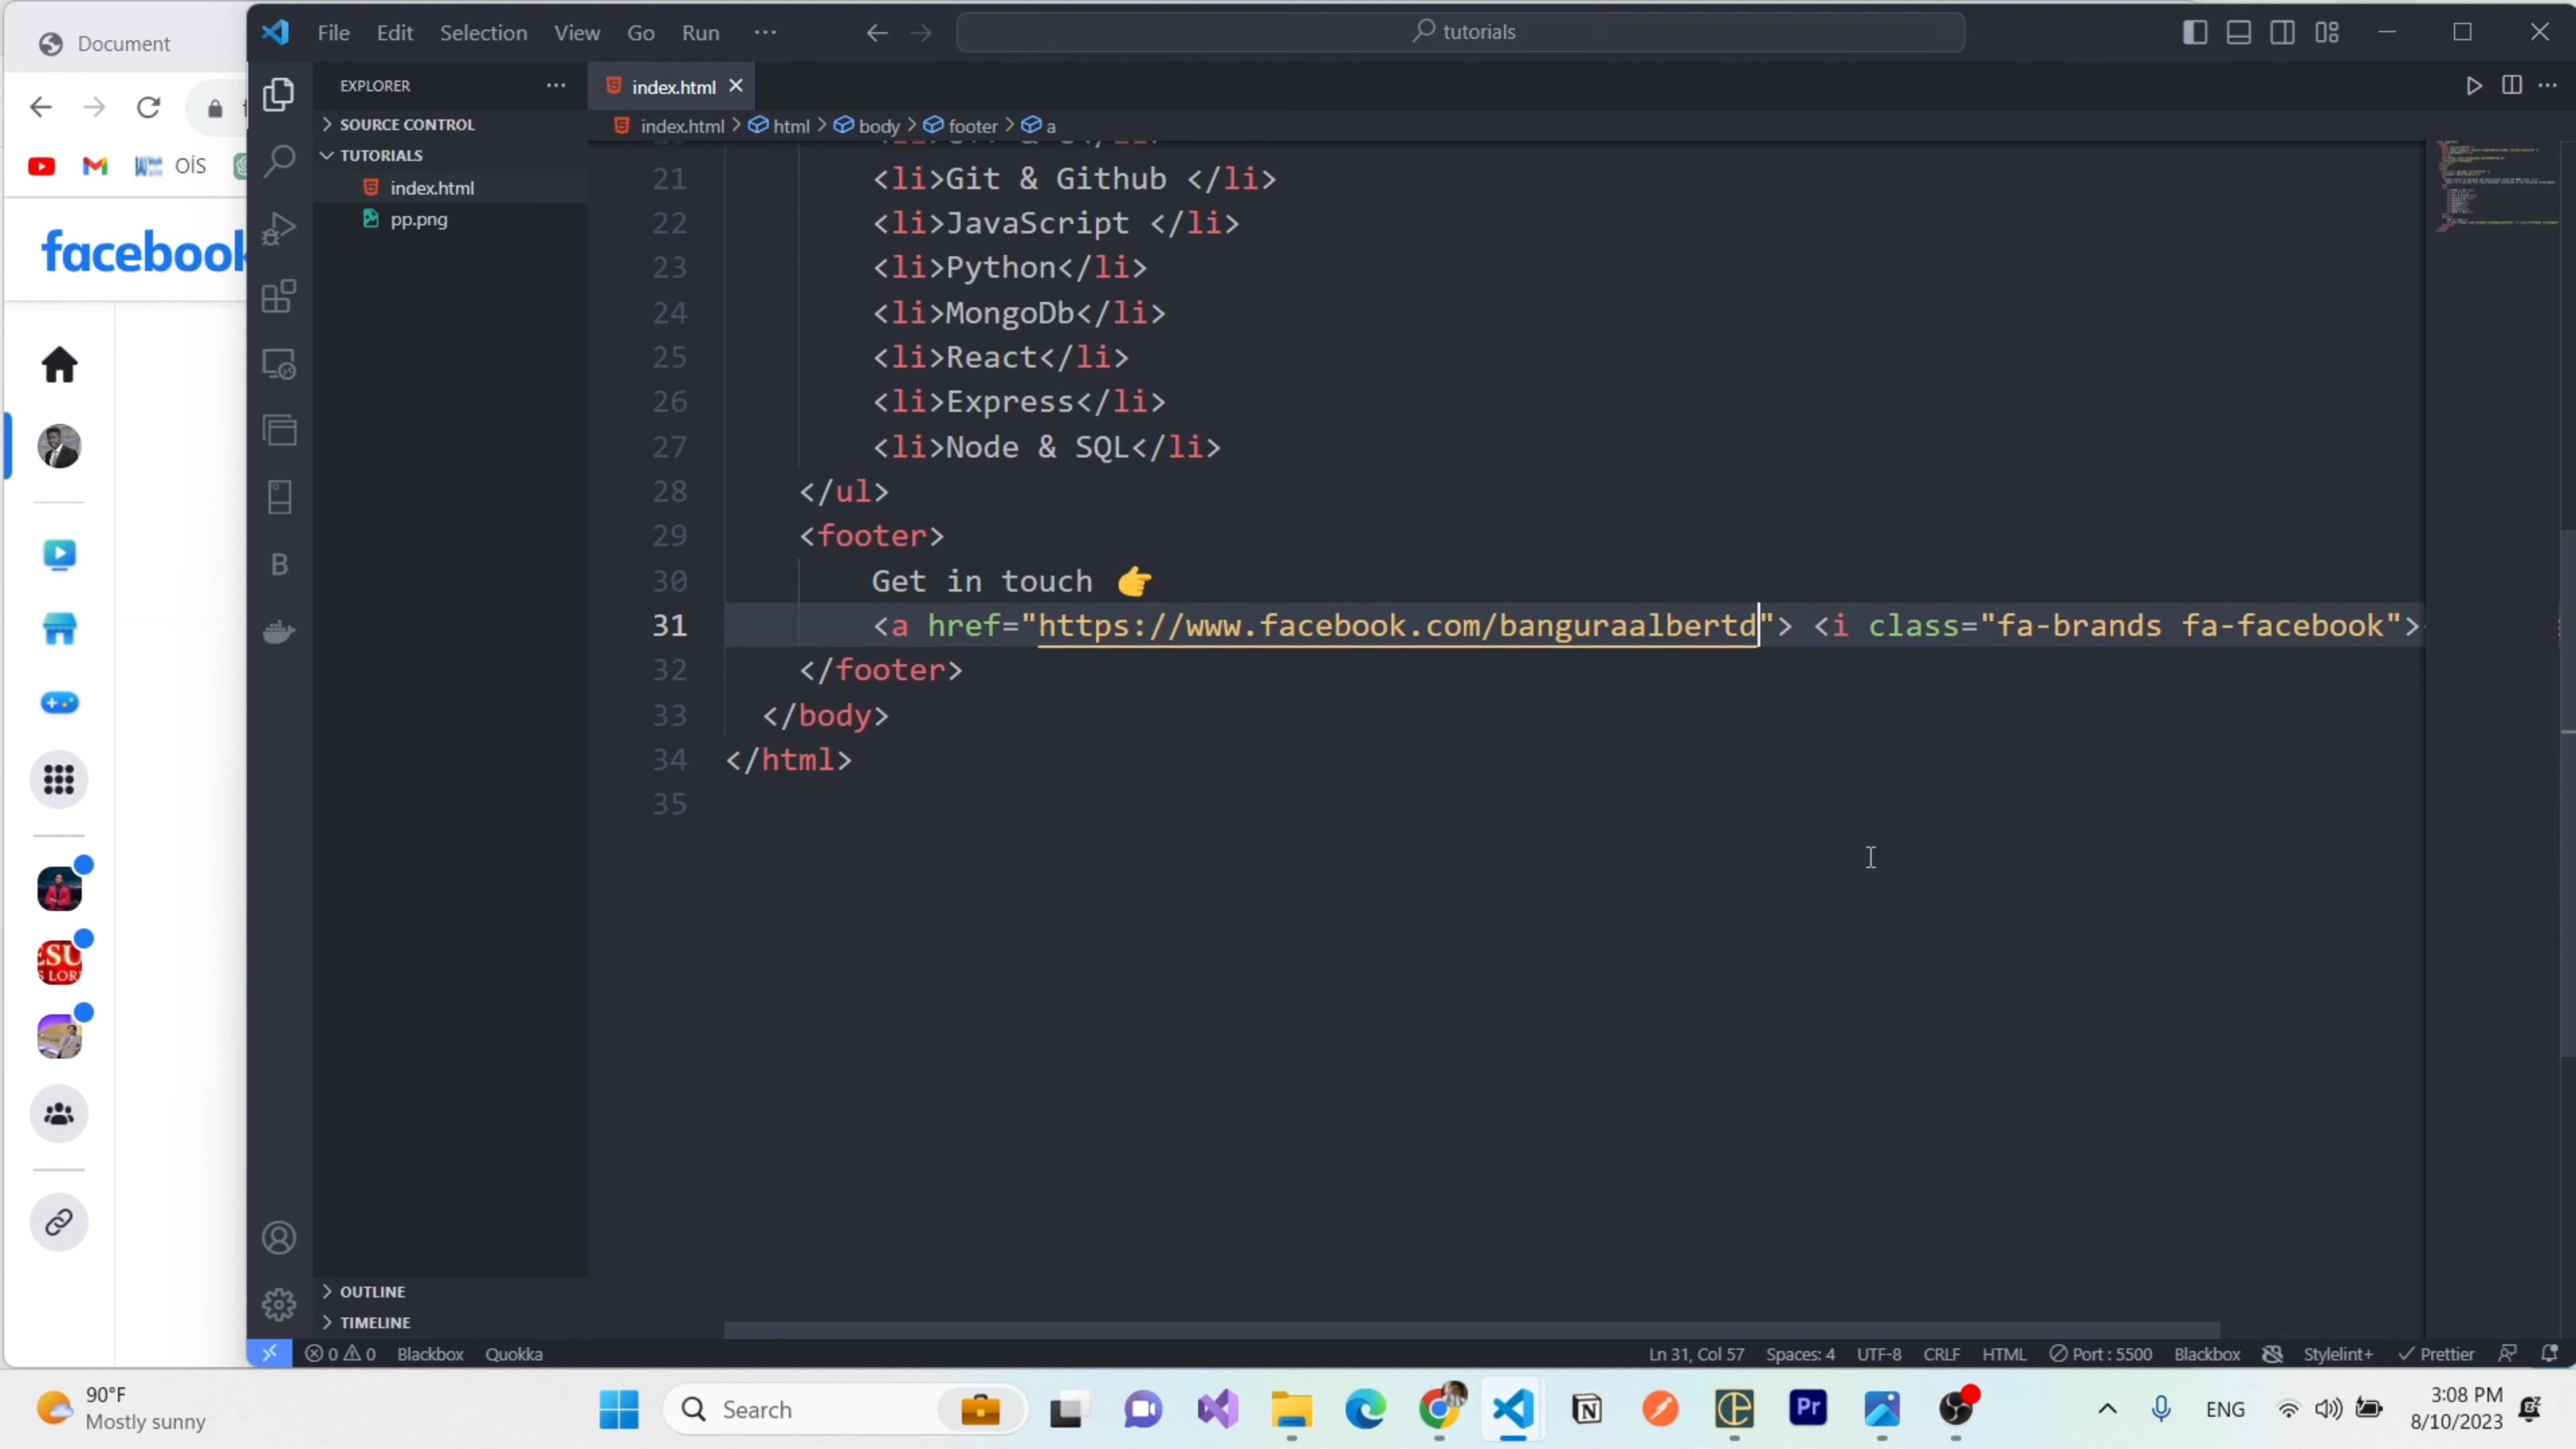 Document
File Edit Selection View Go Run ...
tutorials
OİS
facebook
EXPLORER
SOURCE CONTROL
TUTORIALS
index.html
pp.png
OUTLINE
TIMELINE
index.html
index.html > html > body > footer > a
21 <li>Git & Github </li>
22 <li>JavaScript </li>
23 <li>Python</li>
24 <li>MongoDb</li>
25 <li>React</li>
26 <li>Express</li>
27 <li>Node & SQL</li>
28 </ul>
29 <footer>
30 Get in touch 👉
31 <a href="https://www.facebook.com/banguraalbertd"> <i class="fa-brands fa-facebook">
32 </footer>
33 </body>
34 </html>
35
0 0 Blackbox Quokka
Ln 31, Col 57 Spaces: 4 UTF-8 CRLF HTML Port : 5500 Blackbox Stylelint+ Prettier
90°F
Mostly sunny
Search
Pr
ENG
3:08 PM
8/10/2023